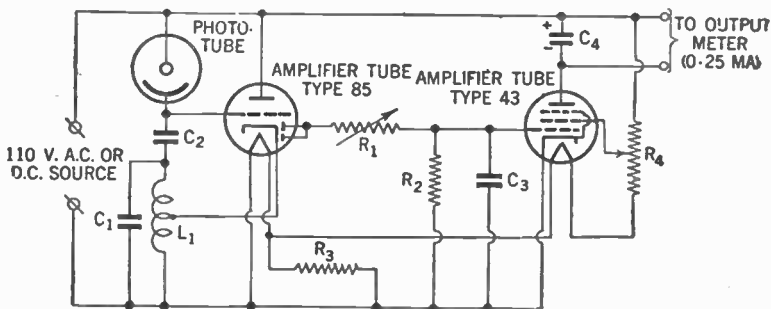 PHOTO-
TUBE
AMPLIFIER TUBE
TYPE 85
AMPLIFIER TUBE
TYPE 43
+
-
C4
TO OUTPUT
METER
(0·25 MA)
110 V. A.C. OR
D.C. SOURCE
C2
R1
R2
C3
R4
C1
L1
R3